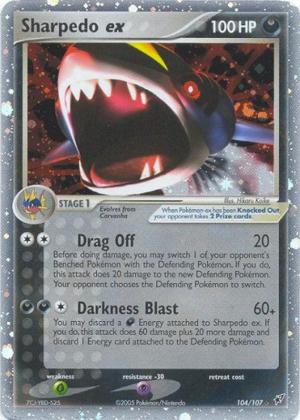 Sharpedo ex 100 HP
Illus. Hikaru Koike
STAGE 1
Evolves from
Carvanha
When Pokémon-ex has been Knocked Out,
your opponent takes 2 Prize cards.
Drag Off 20
Before doing damage, you may switch 1 of your opponent's
Benched Pokémon with the Defending Pokémon. If you do,
this attack does 20 damage to the new Defending Pokémon.
Your opponent chooses the Defending Pokémon to switch.
Darkness Blast 60+
You may discard a Energy attached to Sharpedo ex. If
you do, this attack does 60 damage plus 20 more damage and
discard 1 Energy card attached to the Defending Pokémon.
weakness resistance -30 retreat cost
©2005 Pokémon/Nintendo 104/107